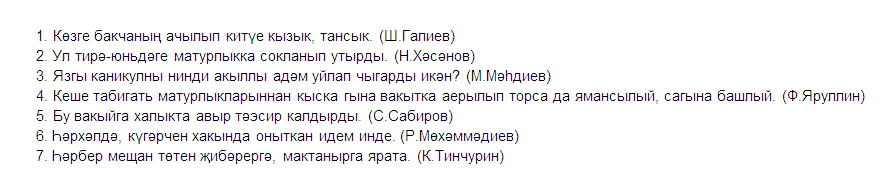 1. Көзге бакчаның ачылып китүе кызык, тансык. (Ш.Галиев)
2. Ул тирә-юньдәге матурлыкка сокланып утырды. (Н.Хәсәнов)
3. Язгы каникулны нинди акыллы адәм уйлап чыгарды икән? (М.Мәһдиев)
4. Кеше табигать матурлыкларыннан кыска гына вакытка аерылып торса да ямансылый, сагына башлый. (Ф.Яруллин)
5. Бу вакыйга халыкта авыр тәэсир калдырды. (С.Сабиров)
6. Һәрхәлдә, күгәрчен хакында оныткан идем инде. (Р.Мөхәммәдиев)
7. Һәрбер мещан төтен җибәрергә, мактанырга ярата. (К.Тинчурин)